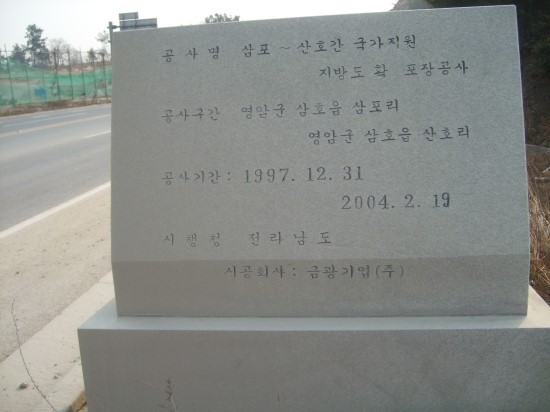 공사명 삼포~산호간 국가지원
지방도 확 포장공사
공사구간 영암군 삼호읍 삼포리
영암군 삼호읍 산호리
공사기간: 1997. 12. 31
2004. 2. 19
시행청 전라남도
시공회사: 금광기업(주)